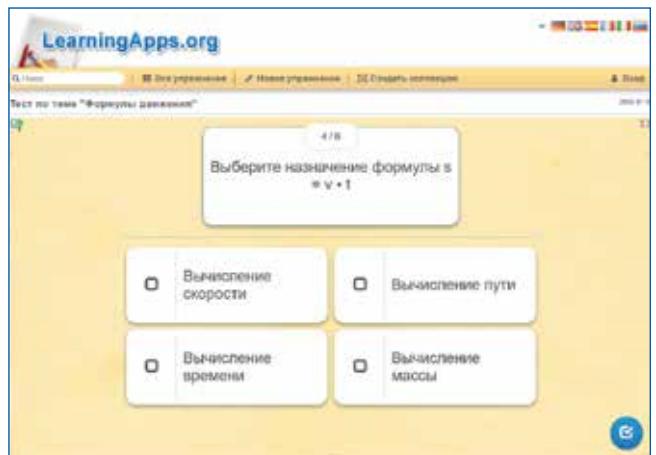 LearningApps.org
Все упражнения
Новое упражнение
Создать коллекцию
Вход
Тест по теме "Формулы движения"
4 / 6
Выберите назначение формулы s
= v • t
Вычисление
скорости
Вычисление пути
Вычисление
времени
Вычисление
массы